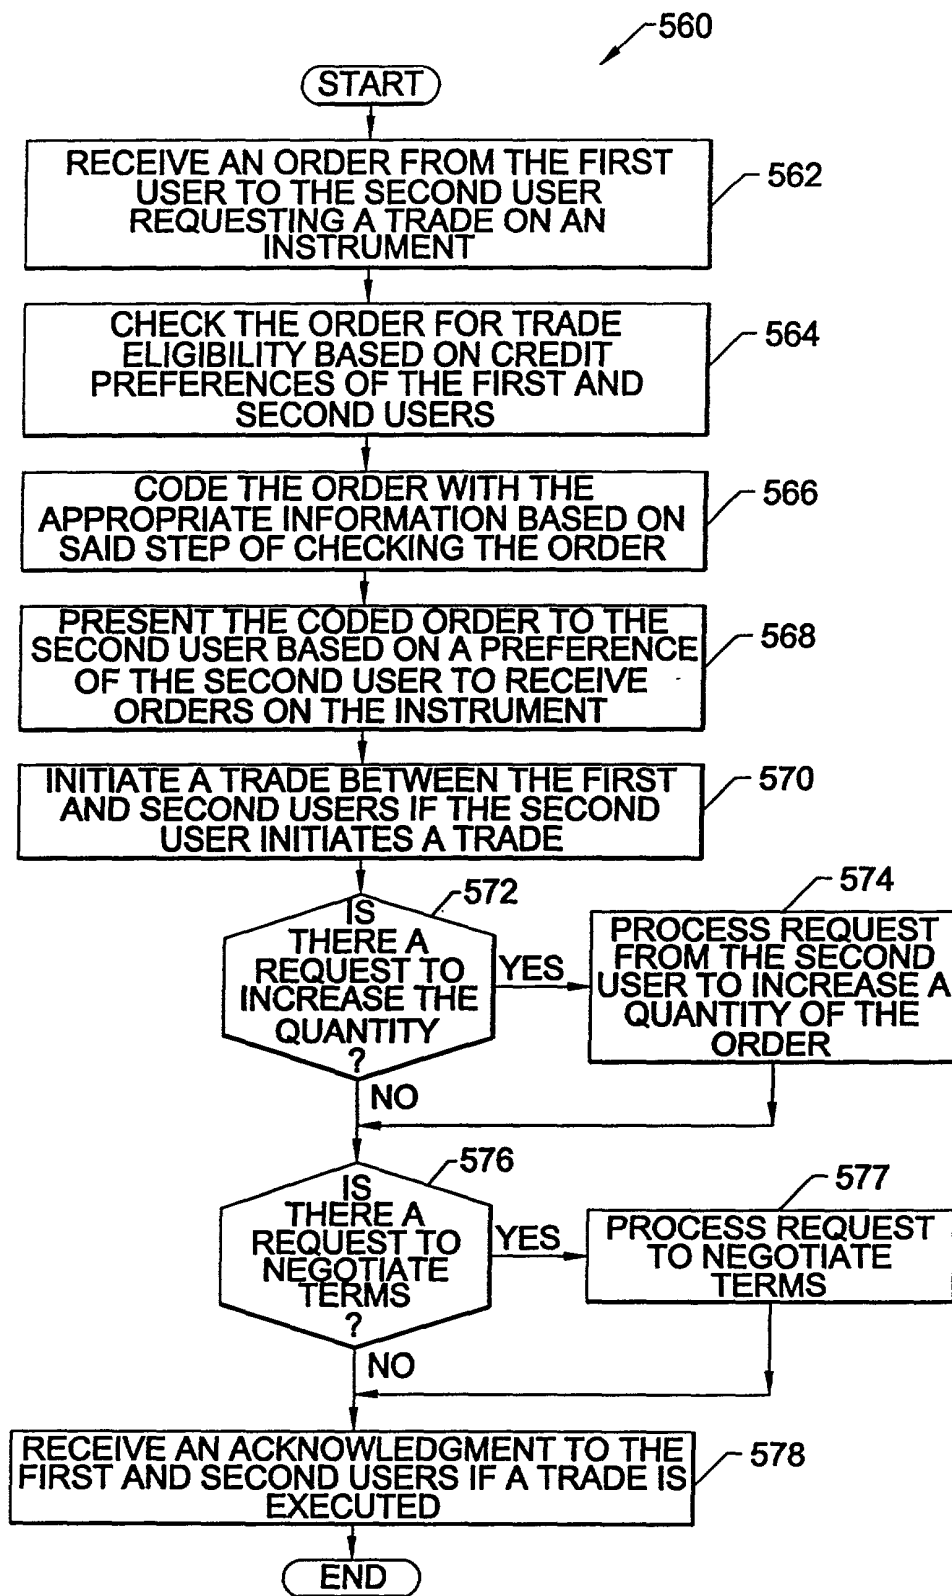 560
START
RECEIVE AN ORDER FROM THE FIRST
USER TO THE SECOND USER
REQUESTING A TRADE ON AN
INSTRUMENT
562
CHECK THE ORDER FOR TRADE
ELIGIBILITY BASED ON CREDIT
PREFERENCES OF THE FIRST AND
SECOND USERS
564
CODE THE ORDER WITH THE
APPROPRIATE INFORMATION BASED ON
SAID STEP OF CHECKING THE ORDER
566
PRESENT THE CODED ORDER TO THE
SECOND USER BASED ON A PREFERENCE
OF THE SECOND USER TO RECEIVE
ORDERS ON THE INSTRUMENT
568
INITIATE A TRADE BETWEEN THE FIRST
AND SECOND USERS IF THE SECOND
USER INITIATES A TRADE
570
572
IS
THERE A
REQUEST TO
INCREASE THE
QUANTITY
?
YES
574
PROCESS REQUEST
FROM THE SECOND
USER TO INCREASE A
QUANTITY OF THE
ORDER
NO
576
IS
THERE A
REQUEST TO
NEGOTIATE
TERMS
?
YES
577
PROCESS REQUEST
TO NEGOTIATE
TERMS
NO
RECEIVE AN ACKNOWLEDGMENT TO THE
FIRST AND SECOND USERS IF A TRADE IS
EXECUTED
578
END